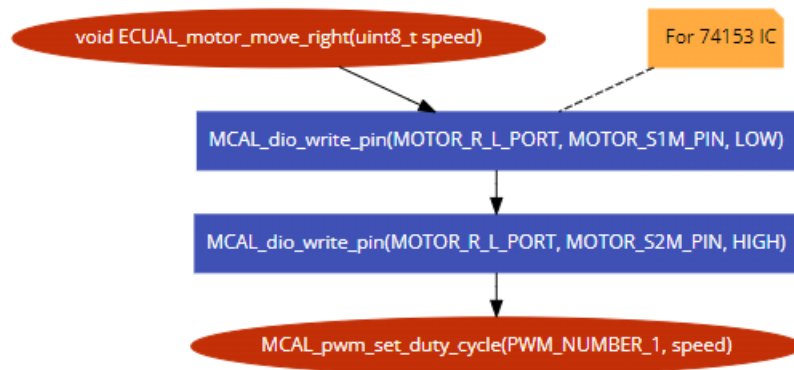 void ECUAL_motor_move_right(uint8_t speed)
For 74153 IC
MCAL_dio_write_pin(MOTOR_R_L_PORT, MOTOR_S1M_PIN, LOW)
MCAL_dio_write_pin(MOTOR_R_L_PORT, MOTOR_S2M_PIN, HIGH)
MCAL_pwm_set_duty_cycle(PWM_NUMBER_1, speed)